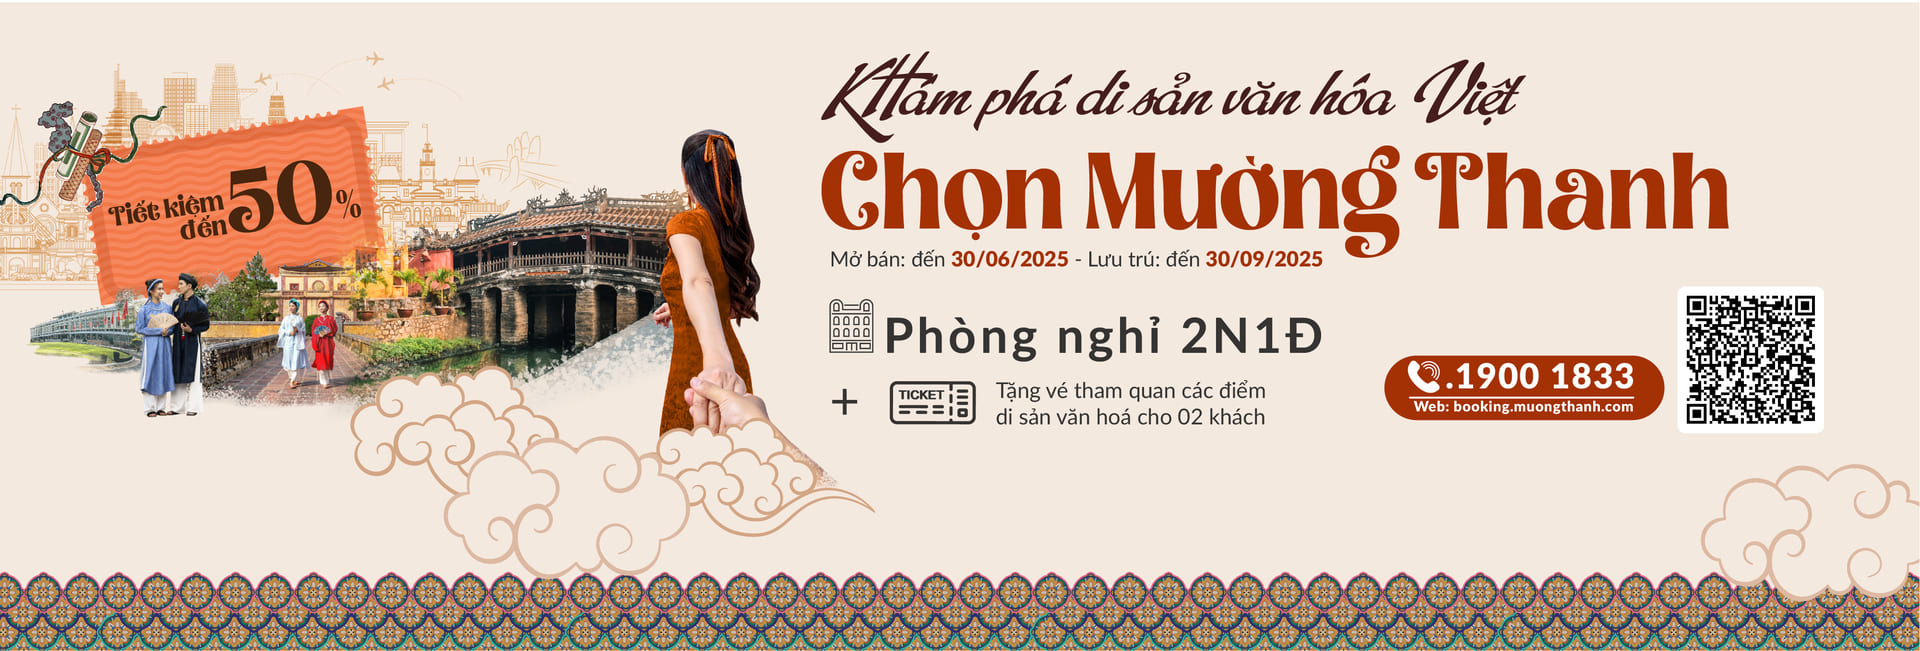 Tiết kiệm
đến 50%
Khám phá di sản văn hóa Việt
Chọn Mường Thanh
Mở bán: đến 30/06/2025 - Lưu trú: đến 30/09/2025
Phòng nghỉ 2N1Đ
+
TICKET
Tặng vé tham quan các điểm
di sản văn hoá cho 02 khách
.1900 1833
Web: booking.muongthanh.com